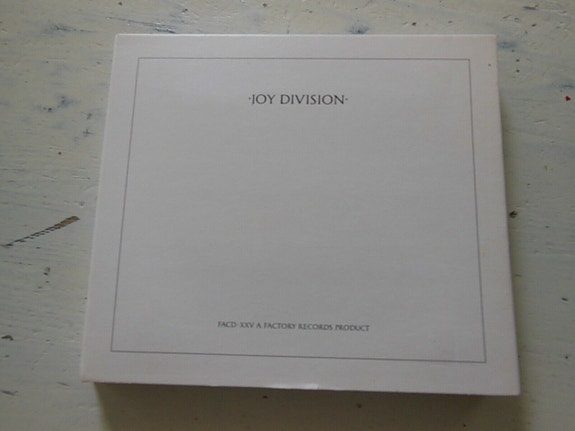 ·JOY DIVISION·
FACD·XXV A FACTORY RECORDS PRODUCT